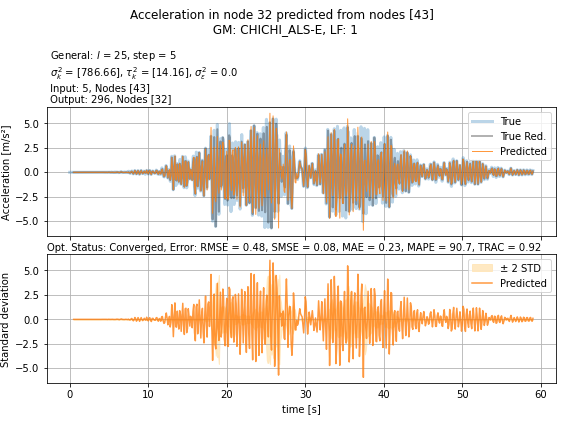 Acceleration in node 32 predicted from nodes [43]
GM: CHICHI_ALS-E, LF: 1
General: l = 25, step = 5
σ²ₖ = [786.66], τ²ₖ = [14.16], σ²ε = 0.0
Input: 5, Nodes [43]
Output: 296, Nodes [32]
Acceleration [m/s²]
5.0
2.5
0.0
−2.5
−5.0
True
True Red.
Predicted
Opt. Status: Converged, Error: RMSE = 0.48, SMSE = 0.08, MAE = 0.23, MAPE = 90.7, TRAC = 0.92
Standard deviation
5.0
2.5
0.0
−2.5
−5.0
± 2 STD
Predicted
0 10 20 30 40 50 60
time [s]